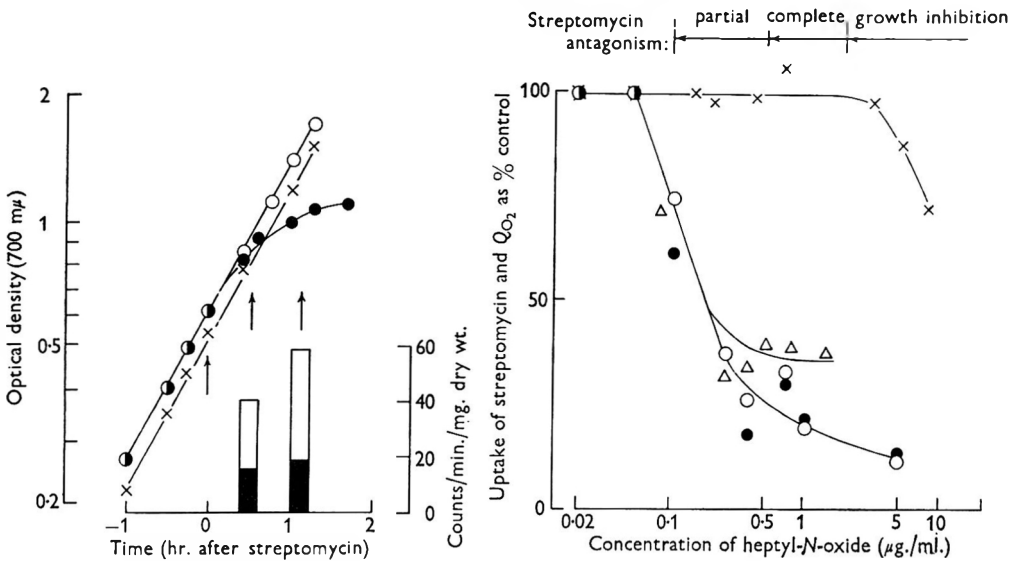 Optical density (700 mµ)
2
1
0·5
0·2
−1
0
1
2
Time (hr. after streptomycin)
60
40
20
0
Counts/min./mg. dry wt.
Streptomycin
antagonism:
partial
complete
growth inhibition
Uptake of streptomycin and QO2 as % control
100
50
0
0·02
0·1
0·5
1
5
10
Concentration of heptyl-N-oxide (µg./ml.)